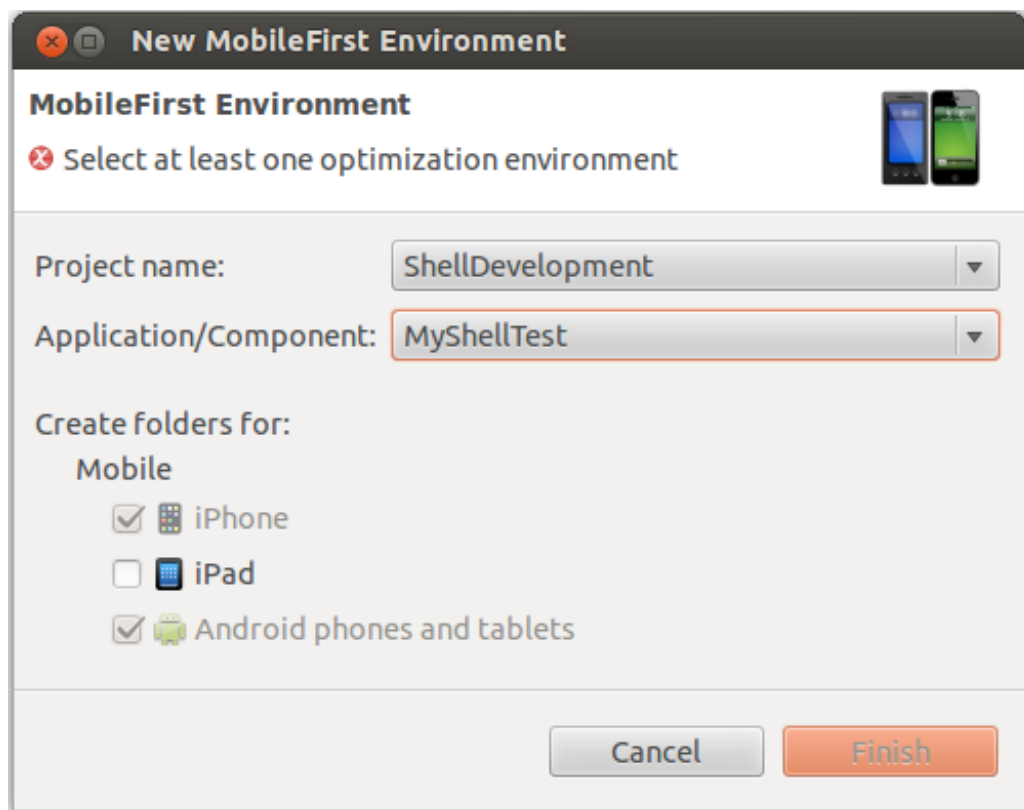 New MobileFirst Environment
MobileFirst Environment
Select at least one optimization environment
Project name: ShellDevelopment
Application/Component: MyShellTest
Create folders for:
Mobile
iPhone
iPad
Android phones and tablets
Cancel Finish